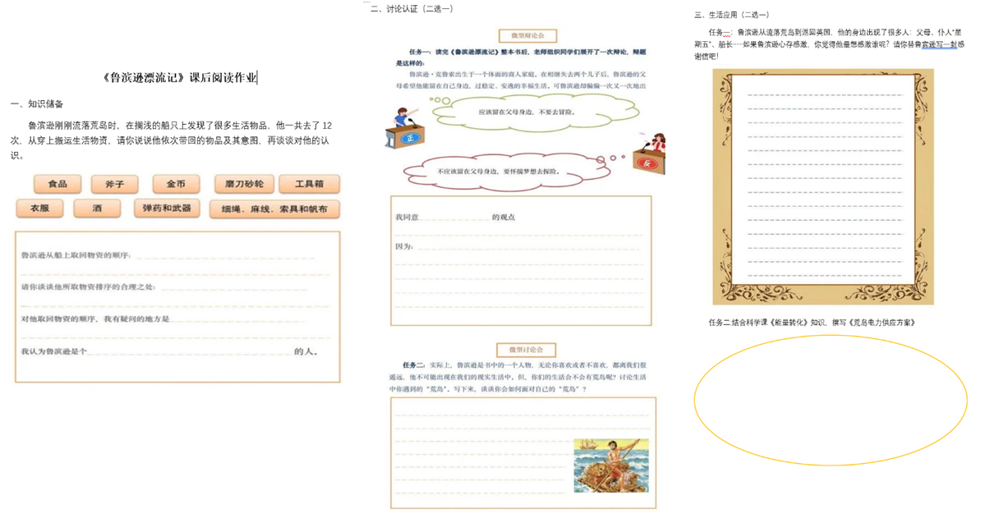 《鲁滨逊漂流记》课后阅读作业
一、知识储备
鲁滨逊刚刚流落荒岛时，在搁浅的船只上发现了很多生活物品，他一共去了 12
次，从穿上搬运生活物资，请你说说他依次带回的物品及其意图，再谈谈对他的认
识。
食品 斧子 金币 磨刀砂轮 工具箱
衣服 酒 弹药和武器 细绳、麻线、索具和帆布
鲁滨逊从船上取回物资的顺序：
请你谈谈他所取物资排序的合理之处：
对他取回物资的顺序，我有疑问的地方是
我认为鲁滨逊是个 的人。
二、讨论认证（二选一）
微型辩论会
任务一：读完《鲁滨逊漂流记》整本书后，老师组织同学们展开了一次辩论，辩题
是这样的：
鲁滨逊·克鲁索出生于一个体面的商人家庭。在相继失去两个儿子后，鲁滨逊的父
母希望他能留在自己身边，过稳定、安逸的幸福生活。可鲁滨逊却偏偏一次又一次地出
应该留在父母身边，不要去冒险。
正
反
不应该留在父母身边，要怀揣梦想去探险。
我同意 的观点
因为：
微型讨论会
任务二：实际上，鲁滨逊是书中的一个人物，无论你喜欢或者不喜欢，都离我们很
遥远，他不可能出现在我们的现实生活中。但，你们的生活会不会有荒岛呢？讨论生活
中你遇到的“荒岛”，写下来，谈谈你会如何面对自己的“荒岛”？
三、生活应用（二选一）
任务一：鲁滨逊从流落荒岛到返回英国，他的身边出现了很多人：父母、仆人“星
期五”、船长……如果鲁滨逊心存感激，你觉得他最想感激谁呢？请你替鲁宾逊写一封感
谢信吧！
任务二:结合科学课《能量转化》知识，撰写《荒岛电力供应方案》